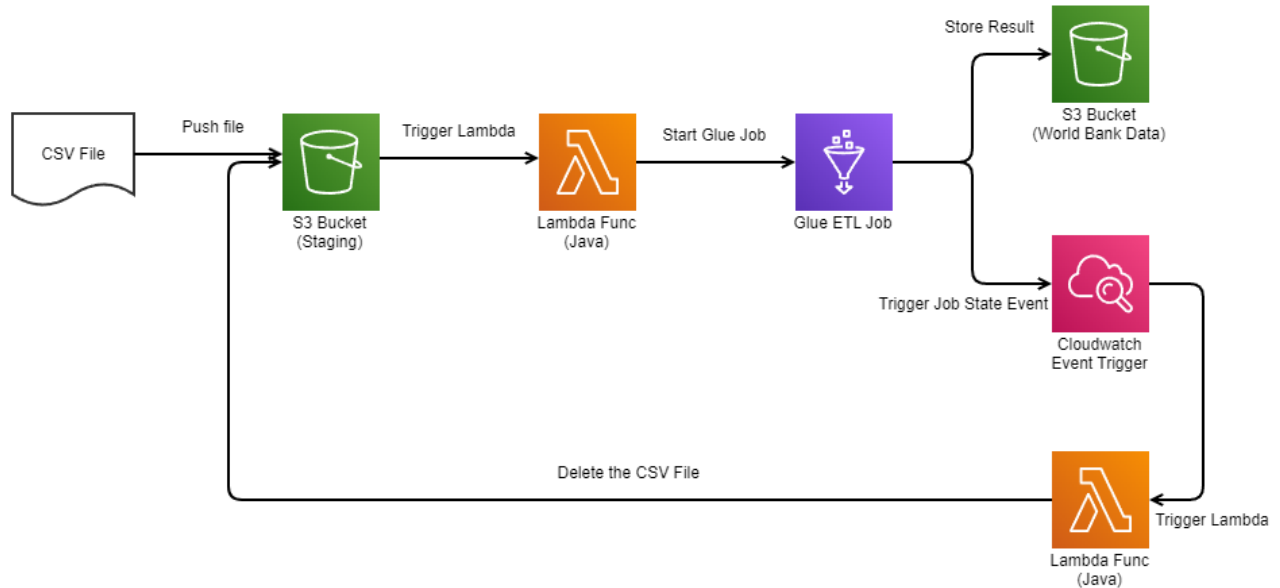 Store Result
S3 Bucket
(World Bank Data)
Push file
CSV File
Trigger Lambda
Start Glue Job
S3 Bucket
(Staging)
Lambda Func
(Java)
Glue ETL Job
Trigger Job State Event
Cloudwatch
Event Trigger
Delete the CSV File
Trigger Lambda
Lambda Func
(Java)